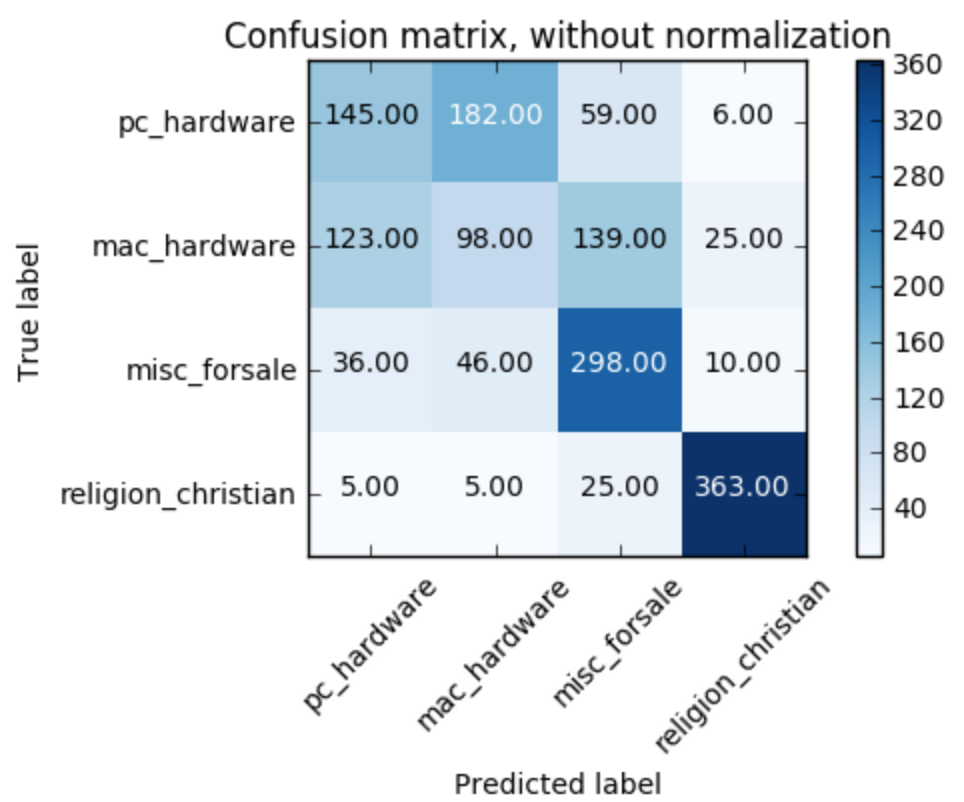 Confusion matrix, without normalization
True label
pc_hardware 145.00 182.00 59.00 6.00
mac_hardware 123.00 98.00 139.00 25.00
misc_forsale 36.00 46.00 298.00 10.00
religion_christian 5.00 5.00 25.00 363.00
pc_hardware
mac_hardware
misc_forsale
religion_christian
Predicted label
360
320
280
240
200
160
120
80
40